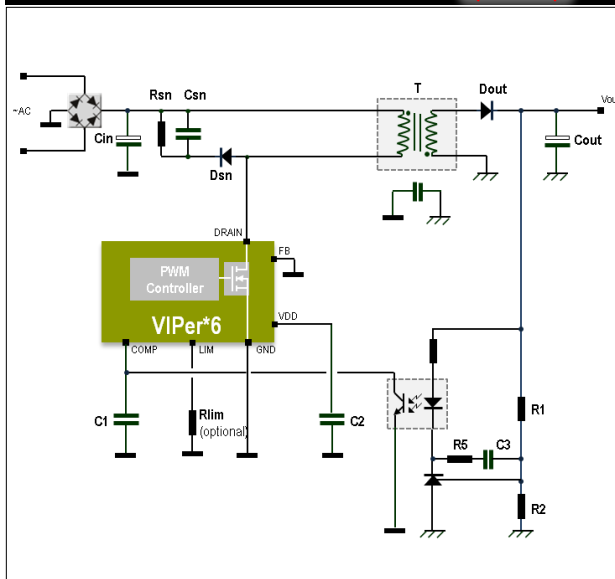 T
Rsn
Csn
Dout
Vou
~AC
Cin
Cout
Dsn
DRAIN
FB
PWM
Controller
VDD
VIPer*6
COMP
LIM
GND
C1
Rlim
(optional)
C2
R1
R5
C3
R2